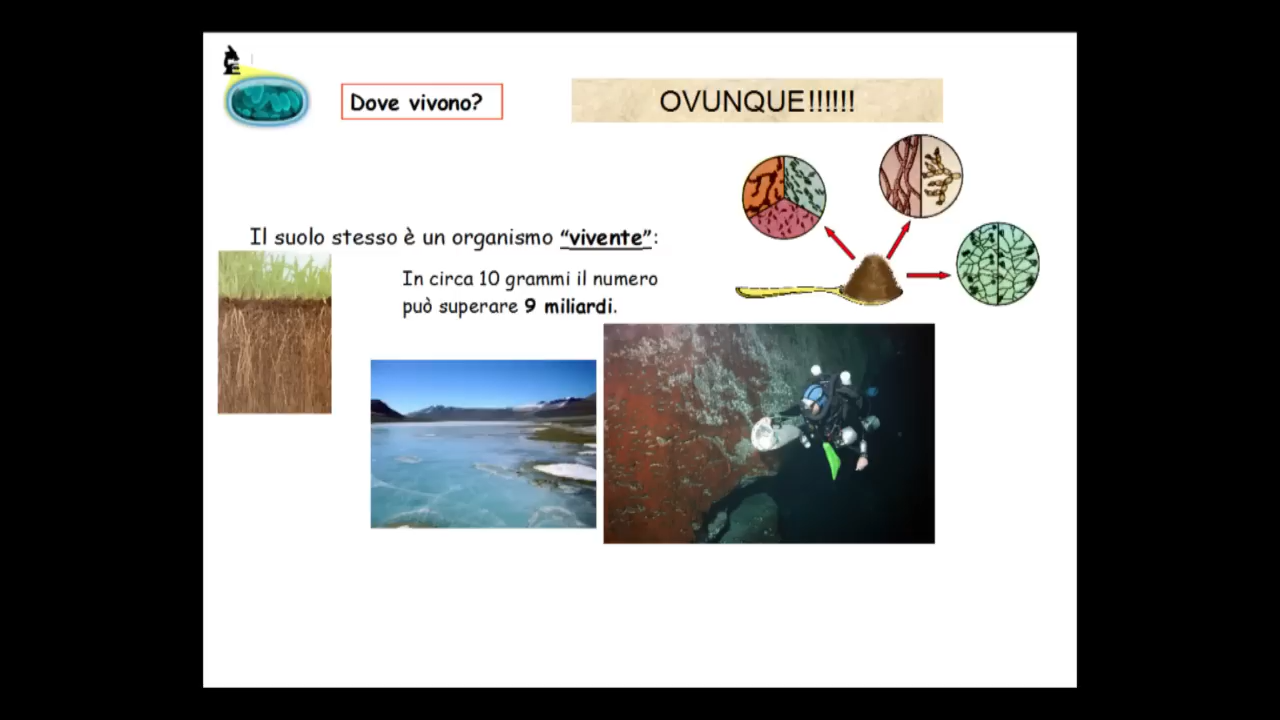 Dove vivono?
OVUNQUE!!!!!!
Il suolo stesso è un organismo “vivente”:
In circa 10 grammi il numero
può superare 9 miliardi.